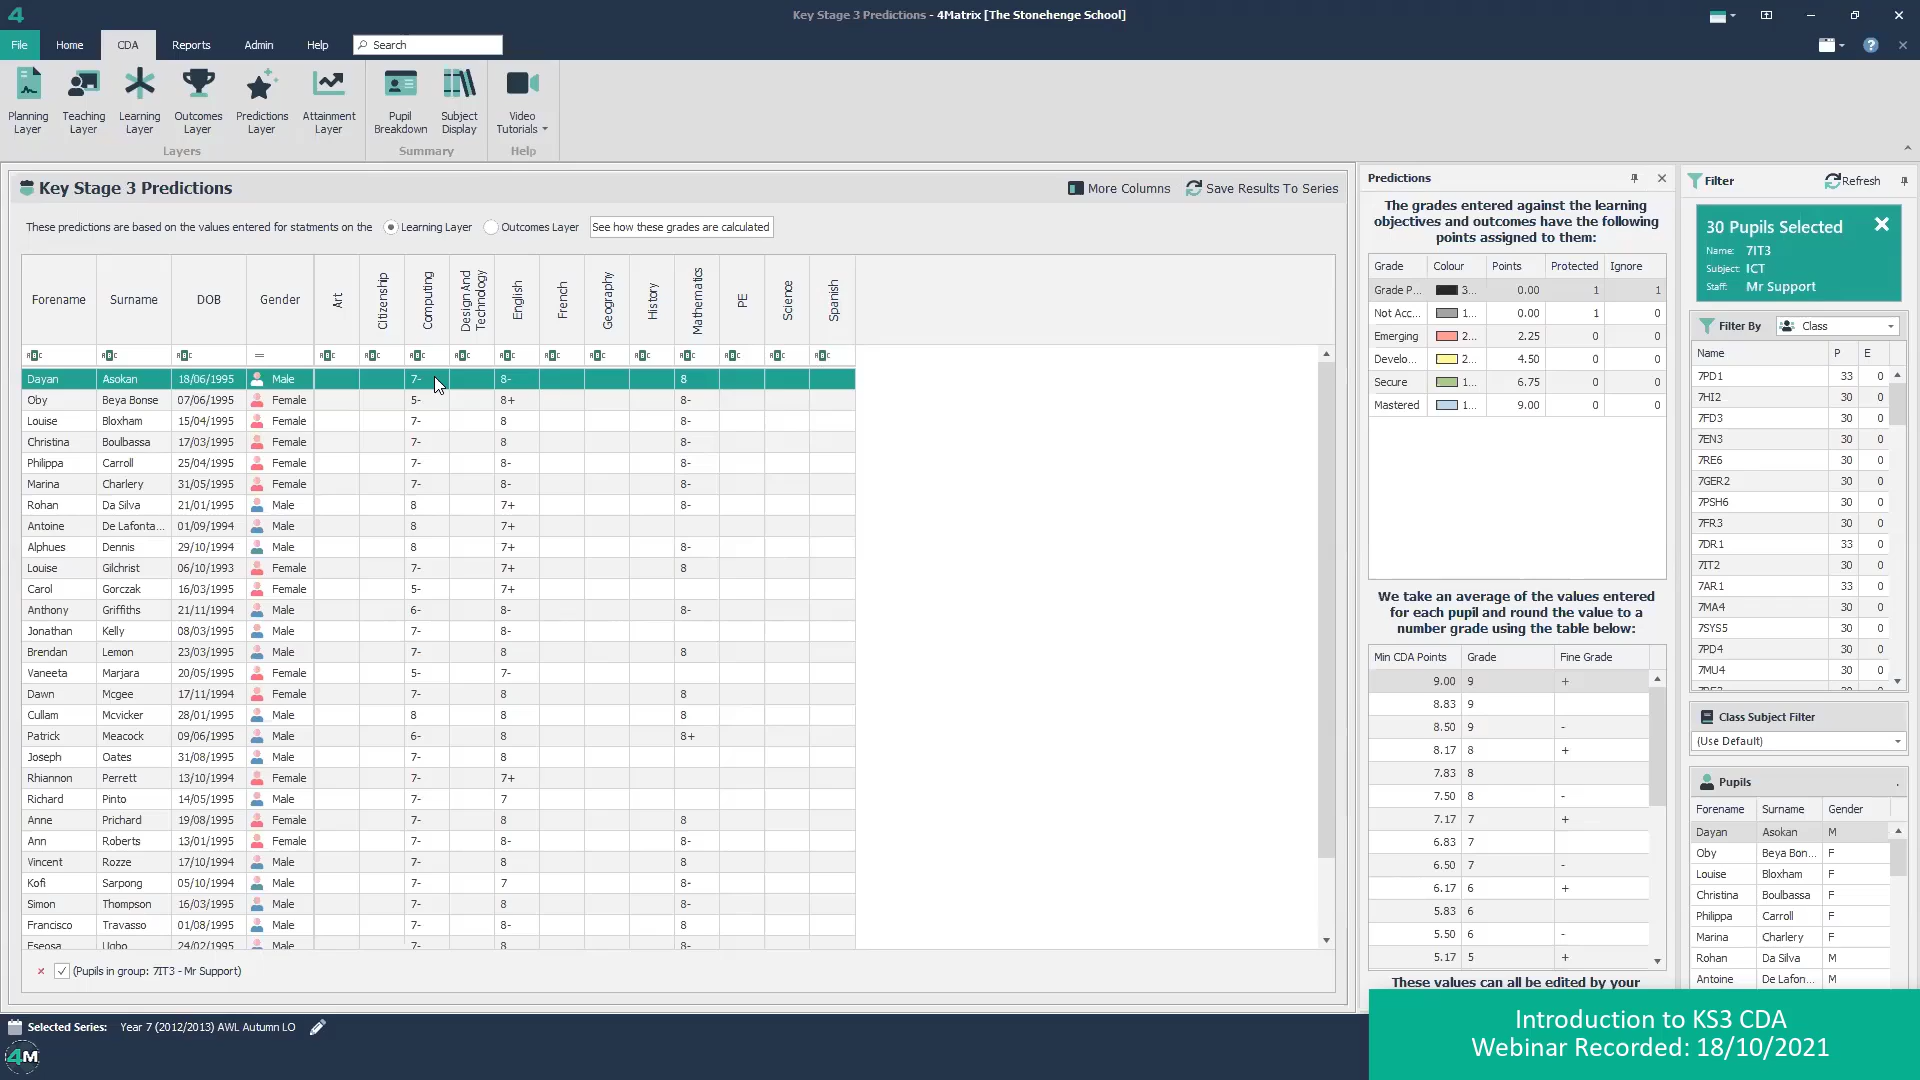 Key Stage 3 Predictions - 4Matrix [The Stonehenge School]
File Home CDA Reports Admin Help Search
Planning Layer
Teaching Layer
Learning Layer
Outcomes Layer
Predictions Layer
Attainment Layer
Pupil Breakdown
Subject Display
Video Tutorials
Layers Summary Help
Key Stage 3 Predictions
More Columns Save Results To Series
These predictions are based on the values entered for statments on the Learning Layer Outcomes Layer See how these grades are calculated
Forename Surname DOB Gender Art Citizenship Computing Design And Technology English French Geography History Mathematics PE Science Spanish
Dayan Asokan 18/06/1995 Male 7- 8- 8
Oby Beya Bonse 07/06/1995 Female 5- 8+ 8-
Louise Bloxham 15/04/1995 Female 7- 8 8-
Christina Boulbassa 17/03/1995 Female 7- 8 8-
Philippa Carroll 25/04/1995 Female 7- 8- 8-
Marina Charlery 31/05/1995 Female 7- 8- 8-
Rohan Da Silva 21/01/1995 Male 8 7+ 8-
Antoine De Lafonta... 01/09/1994 Male 8 7+
Alphues Dennis 29/10/1994 Male 8 7+ 8-
Louise Gilchrist 06/10/1993 Female 7- 7+ 8
Carol Gorczak 16/03/1995 Female 5- 7+
Anthony Griffiths 21/11/1994 Male 6- 8- 8-
Jonathan Kelly 08/03/1995 Male 7- 8-
Brendan Lemon 23/03/1995 Male 7- 8 8
Vaneeta Marjara 20/05/1995 Female 5- 7-
Dawn Mcgee 17/11/1994 Female 7- 8 8
Cullam Mcvicker 28/01/1995 Male 8 8 8
Patrick Meacock 09/06/1995 Male 6- 8 8+
Joseph Oates 31/08/1995 Male 7- 8
Rhiannon Perrett 13/10/1994 Female 7- 7+
Richard Pinto 14/05/1995 Male 7- 7
Anne Prichard 19/08/1995 Female 7- 8 8
Ann Roberts 13/01/1995 Female 7- 8- 8-
Vincent Rozze 17/10/1994 Male 7- 8 8
Kofi Sarpong 05/10/1994 Male 7- 7 8-
Simon Thompson 16/03/1995 Male 7- 8 8-
Francisco Travasso 01/08/1995 Male 7- 8- 8
Eseosa Ugbo 24/02/1995 Male 7- 8 8-
(Pupils in group: 7IT3 - Mr Support)
Predictions
The grades entered against the learning
objectives and outcomes have the following
points assigned to them:
Grade Colour Points Protected Ignore
Grade P... 3... 0.00 1 1
Not Acc... 1... 0.00 1 0
Emerging 2... 2.25 0 0
Develo... 2... 4.50 0 0
Secure 1... 6.75 0 0
Mastered 1... 9.00 0 0
We take an average of the values entered
for each pupil and round the value to a
number grade using the table below:
Min CDA Points Grade Fine Grade
9.00 9 +
8.83 9
8.50 9 -
8.17 8 +
7.83 8
7.50 8 -
7.17 7 +
6.83 7
6.50 7 -
6.17 6 +
5.83 6
5.50 6 -
5.17 5 +
These values can all be edited by your
Filter Refresh
30 Pupils Selected
Name: 7IT3
Subject: ICT
Staff: Mr Support
Filter By Class
Name P E
7PD1 33 0
7HI2 30 0
7FD3 30 0
7EN3 30 0
7RE6 30 0
7GER2 30 0
7PSH6 30 0
7FR3 30 0
7DR1 33 0
7IT2 30 0
7AR1 33 0
7MA4 30 0
7SYS5 30 0
7PD4 30 0
7MU4 30 0
Class Subject Filter
(Use Default)
Pupils
Forename Surname Gender
Dayan Asokan M
Oby Beya Bon... F
Louise Bloxham F
Christina Boulbassa F
Philippa Carroll F
Marina Charlery F
Rohan Da Silva M
Antoine De Lafon... M
Selected Series: Year 7 (2012/2013) AWL Autumn LO
4M
Introduction to KS3 CDA
Webinar Recorded: 18/10/2021